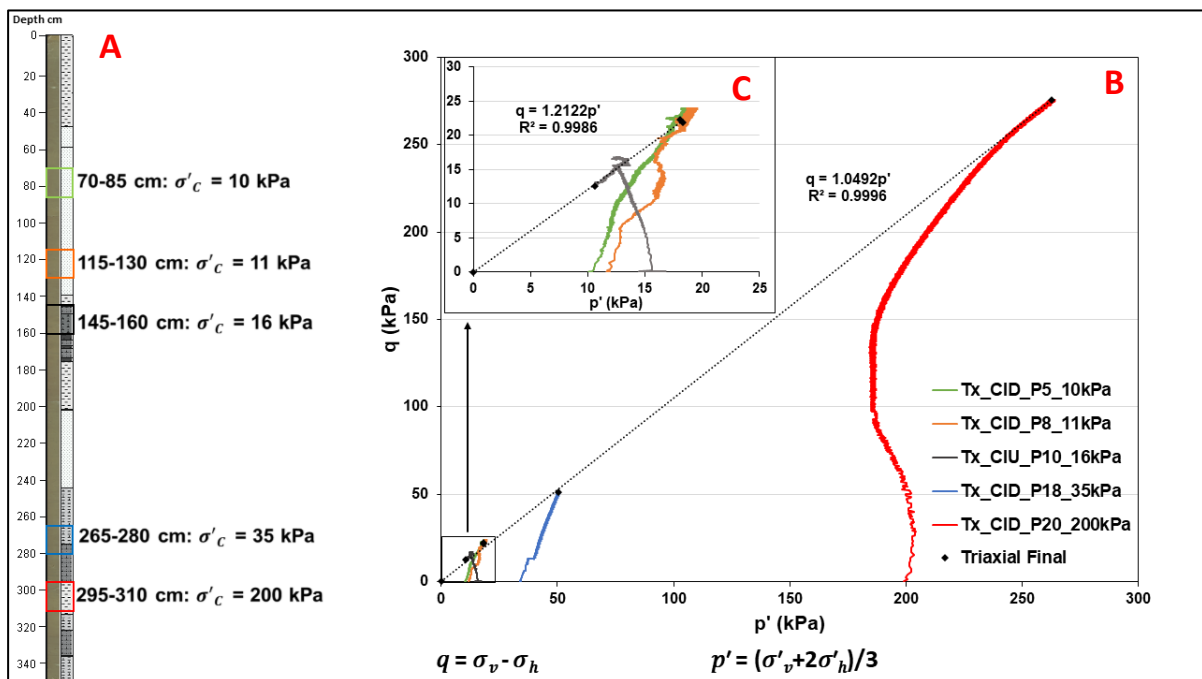 Depth cm
A
0
20
40
60
80
100
120
140
160
180
200
220
240
260
280
300
320
340
70-85 cm: σ'C = 10 kPa
115-130 cm: σ'C = 11 kPa
145-160 cm: σ'C = 16 kPa
265-280 cm: σ'C = 35 kPa
295-310 cm: σ'C = 200 kPa
B
300
250
200
150
100
50
0
q (kPa)
0 50 100 150 200 250 300
p' (kPa)
q = 1.0492p'
R² = 0.9996
C
30
25
20
15
10
5
0
q = 1.2122p'
R² = 0.9986
0 5 10 15 20 25
p' (kPa)
Tx_CID_P5_10kPa
Tx_CID_P8_11kPa
Tx_CIU_P10_16kPa
Tx_CID_P18_35kPa
Tx_CID_P20_200kPa
Triaxial Final
q = σv - σh
p' = (σ'v+2σ'h)/3